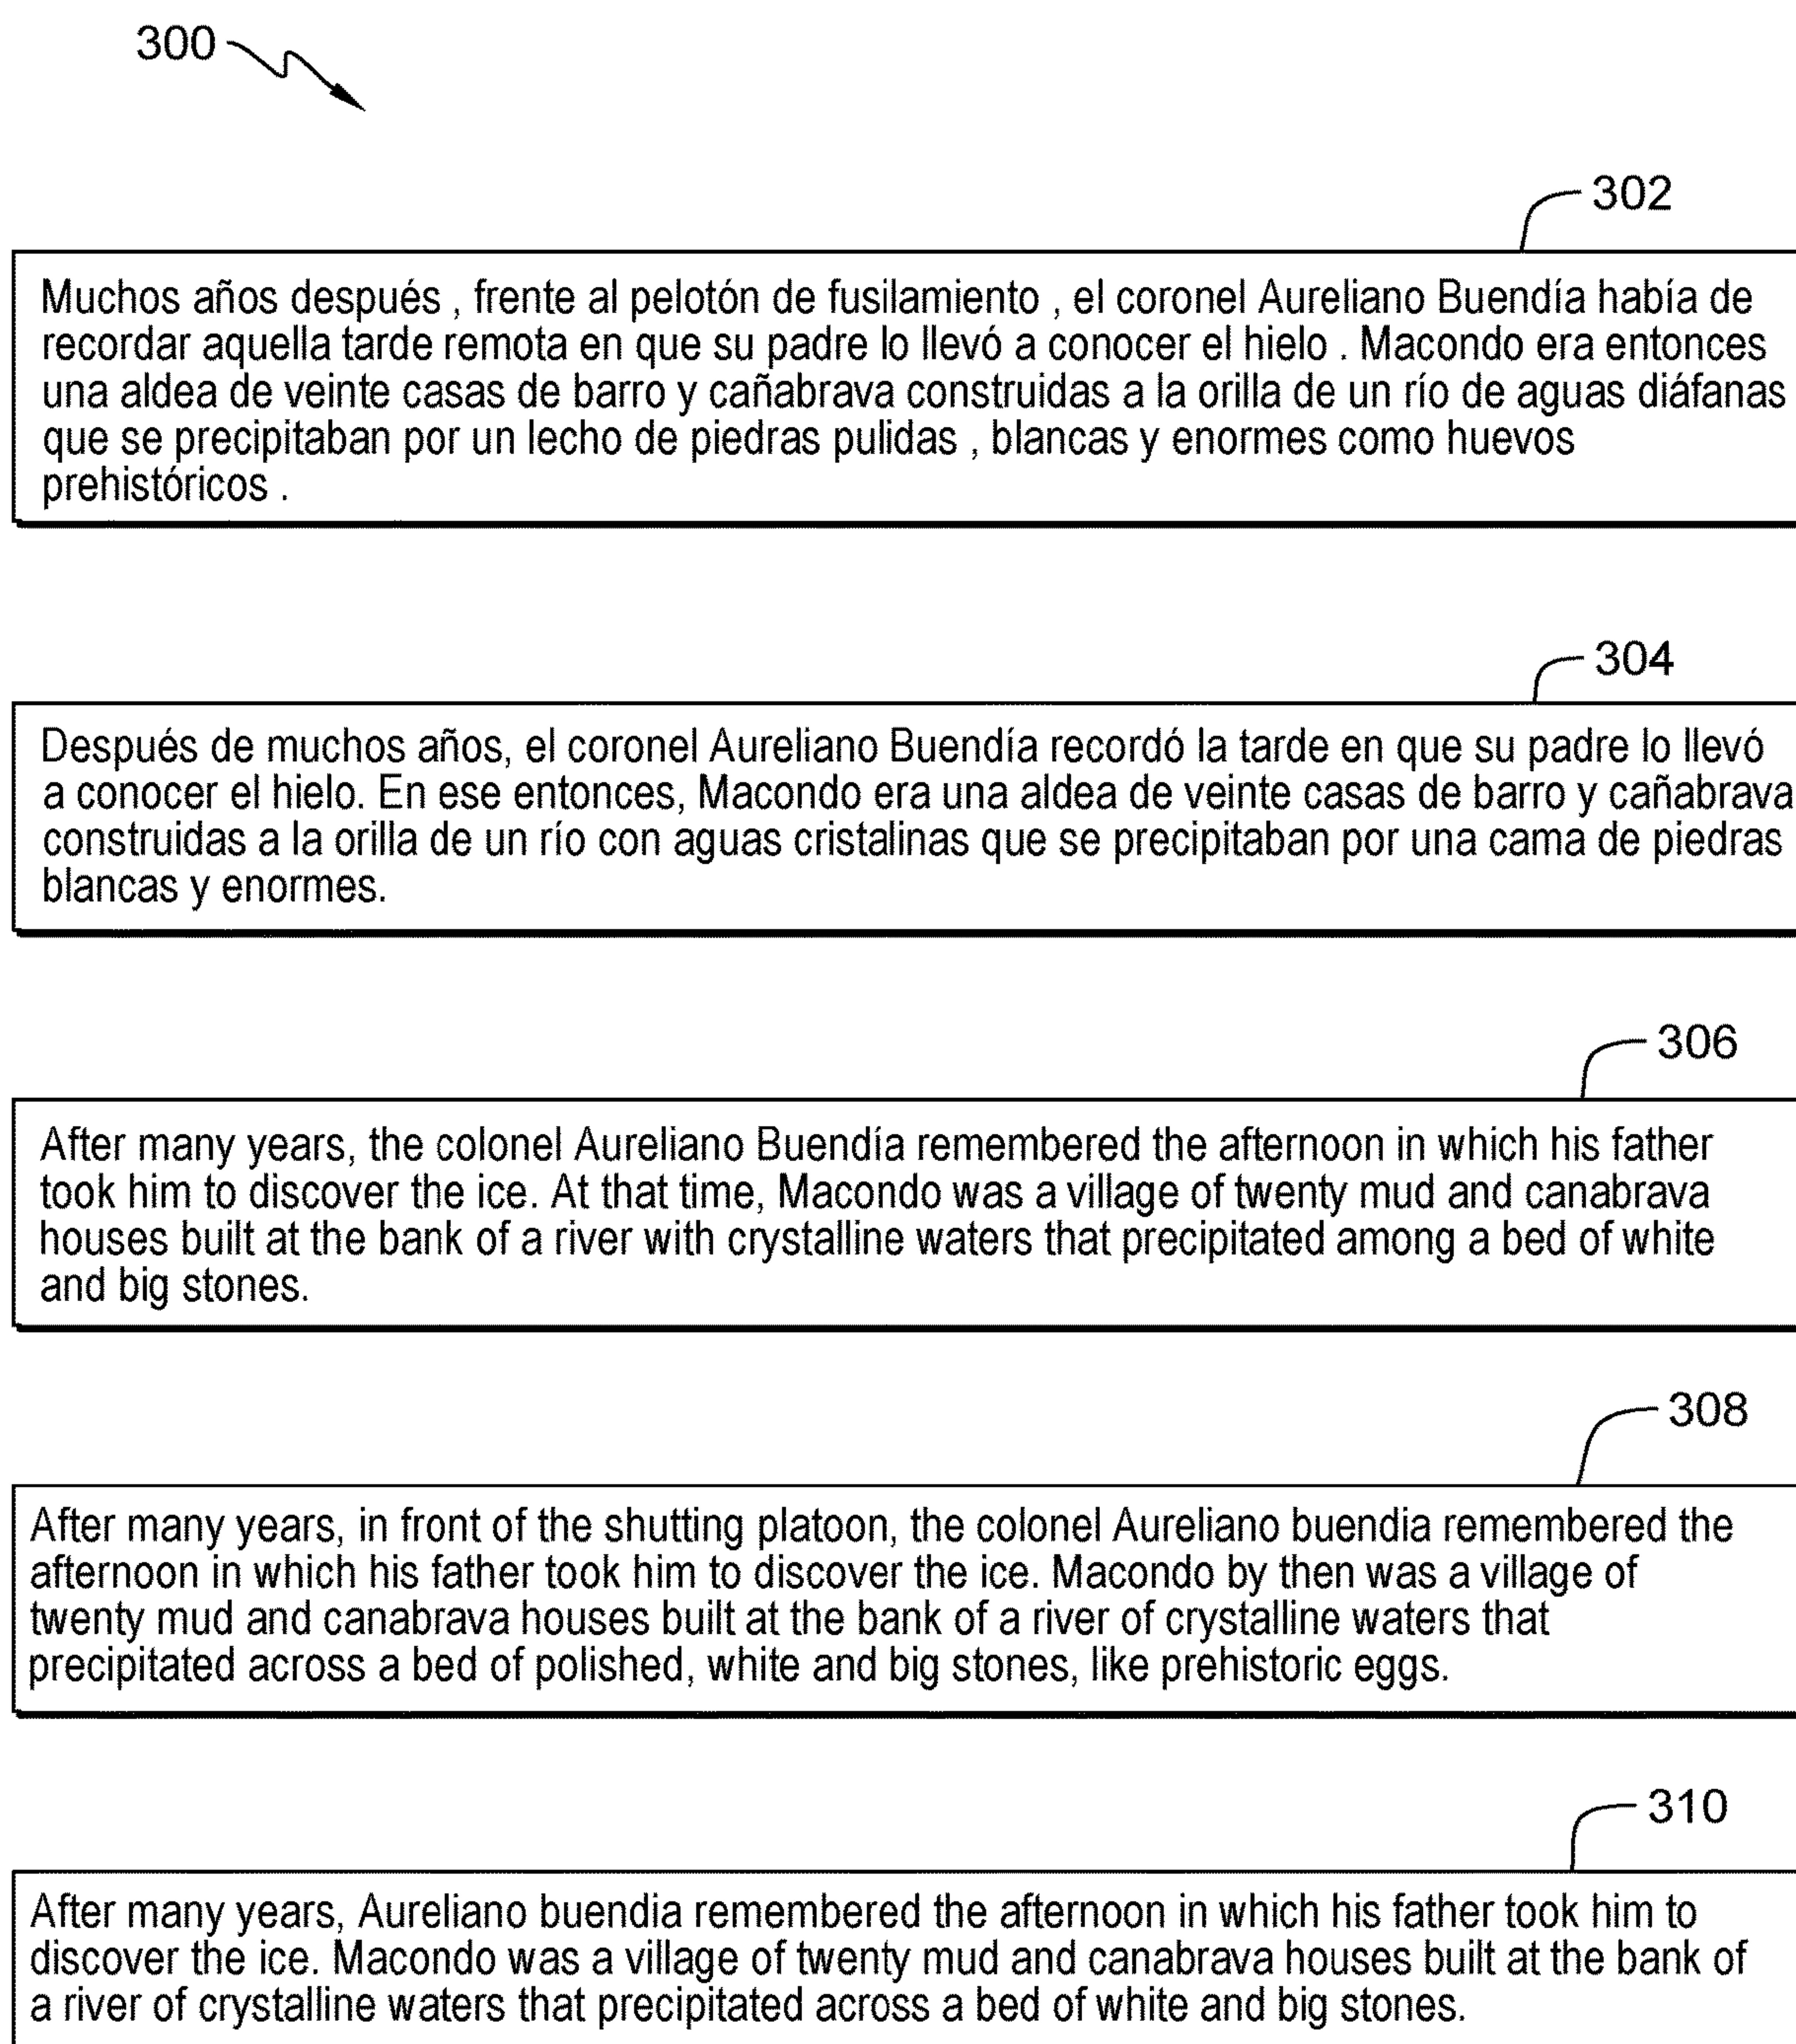 300
302
Muchos años después , frente al pelotón de fusilamiento , el coronel Aureliano Buendía había de
recordar aquella tarde remota en que su padre lo llevó a conocer el hielo . Macondo era entonces
una aldea de veinte casas de barro y cañabrava construidas a la orilla de un río de aguas diáfanas
que se precipitaban por un lecho de piedras pulidas , blancas y enormes como huevos
prehistóricos .
304
Después de muchos años, el coronel Aureliano Buendía recordó la tarde en que su padre lo llevó
a conocer el hielo. En ese entonces, Macondo era una aldea de veinte casas de barro y cañabrava
construidas a la orilla de un río con aguas cristalinas que se precipitaban por una cama de piedras
blancas y enormes.
306
After many years, the colonel Aureliano Buendía remembered the afternoon in which his father
took him to discover the ice. At that time, Macondo was a village of twenty mud and canabrava
houses built at the bank of a river with crystalline waters that precipitated among a bed of white
and big stones.
308
After many years, in front of the shutting platoon, the colonel Aureliano buendia remembered the
afternoon in which his father took him to discover the ice. Macondo by then was a village of
twenty mud and canabrava houses built at the bank of a river of crystalline waters that
precipitated across a bed of polished, white and big stones, like prehistoric eggs.
310
After many years, Aureliano buendia remembered the afternoon in which his father took him to
discover the ice. Macondo was a village of twenty mud and canabrava houses built at the bank of
a river of crystalline waters that precipitated across a bed of white and big stones.